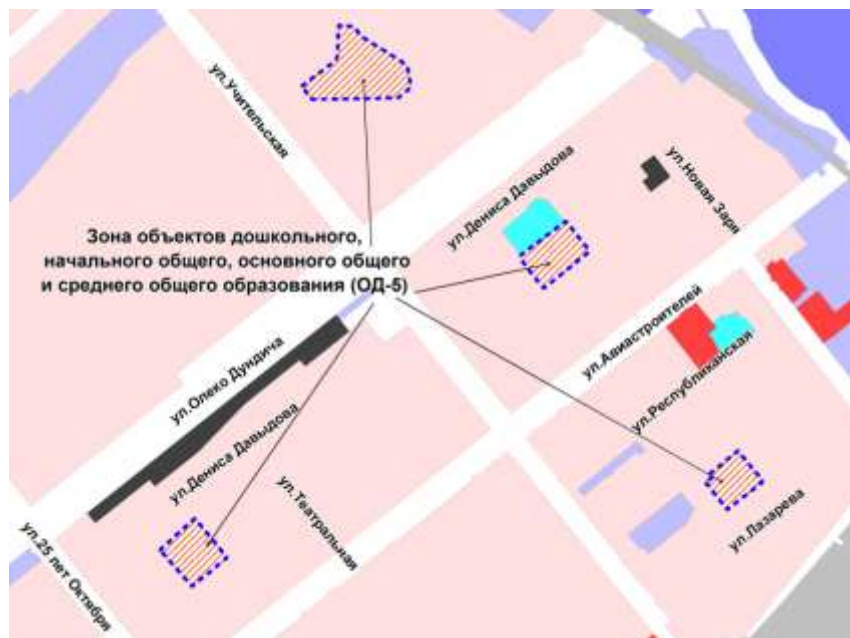 ул.Учительская
ул.Дениса Давыдова
ул.Новая Заря
Зона объектов дошкольного,
начального общего, основного общего
и среднего общего образования (ОД-5)
ул.Авиастроителей
ул.Республиканская
ул.Олеко Дундича
ул.Дениса Давыдова
ул.Театральная
ул.Лазарева
ул.25 лет Октября